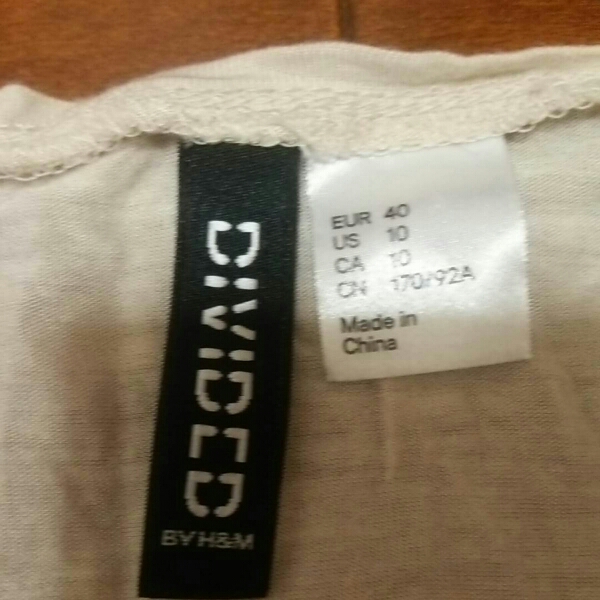 DIVIDED
BY H&M
EUR 40
US 10
CA 10
CN 170/92A
Made in
China